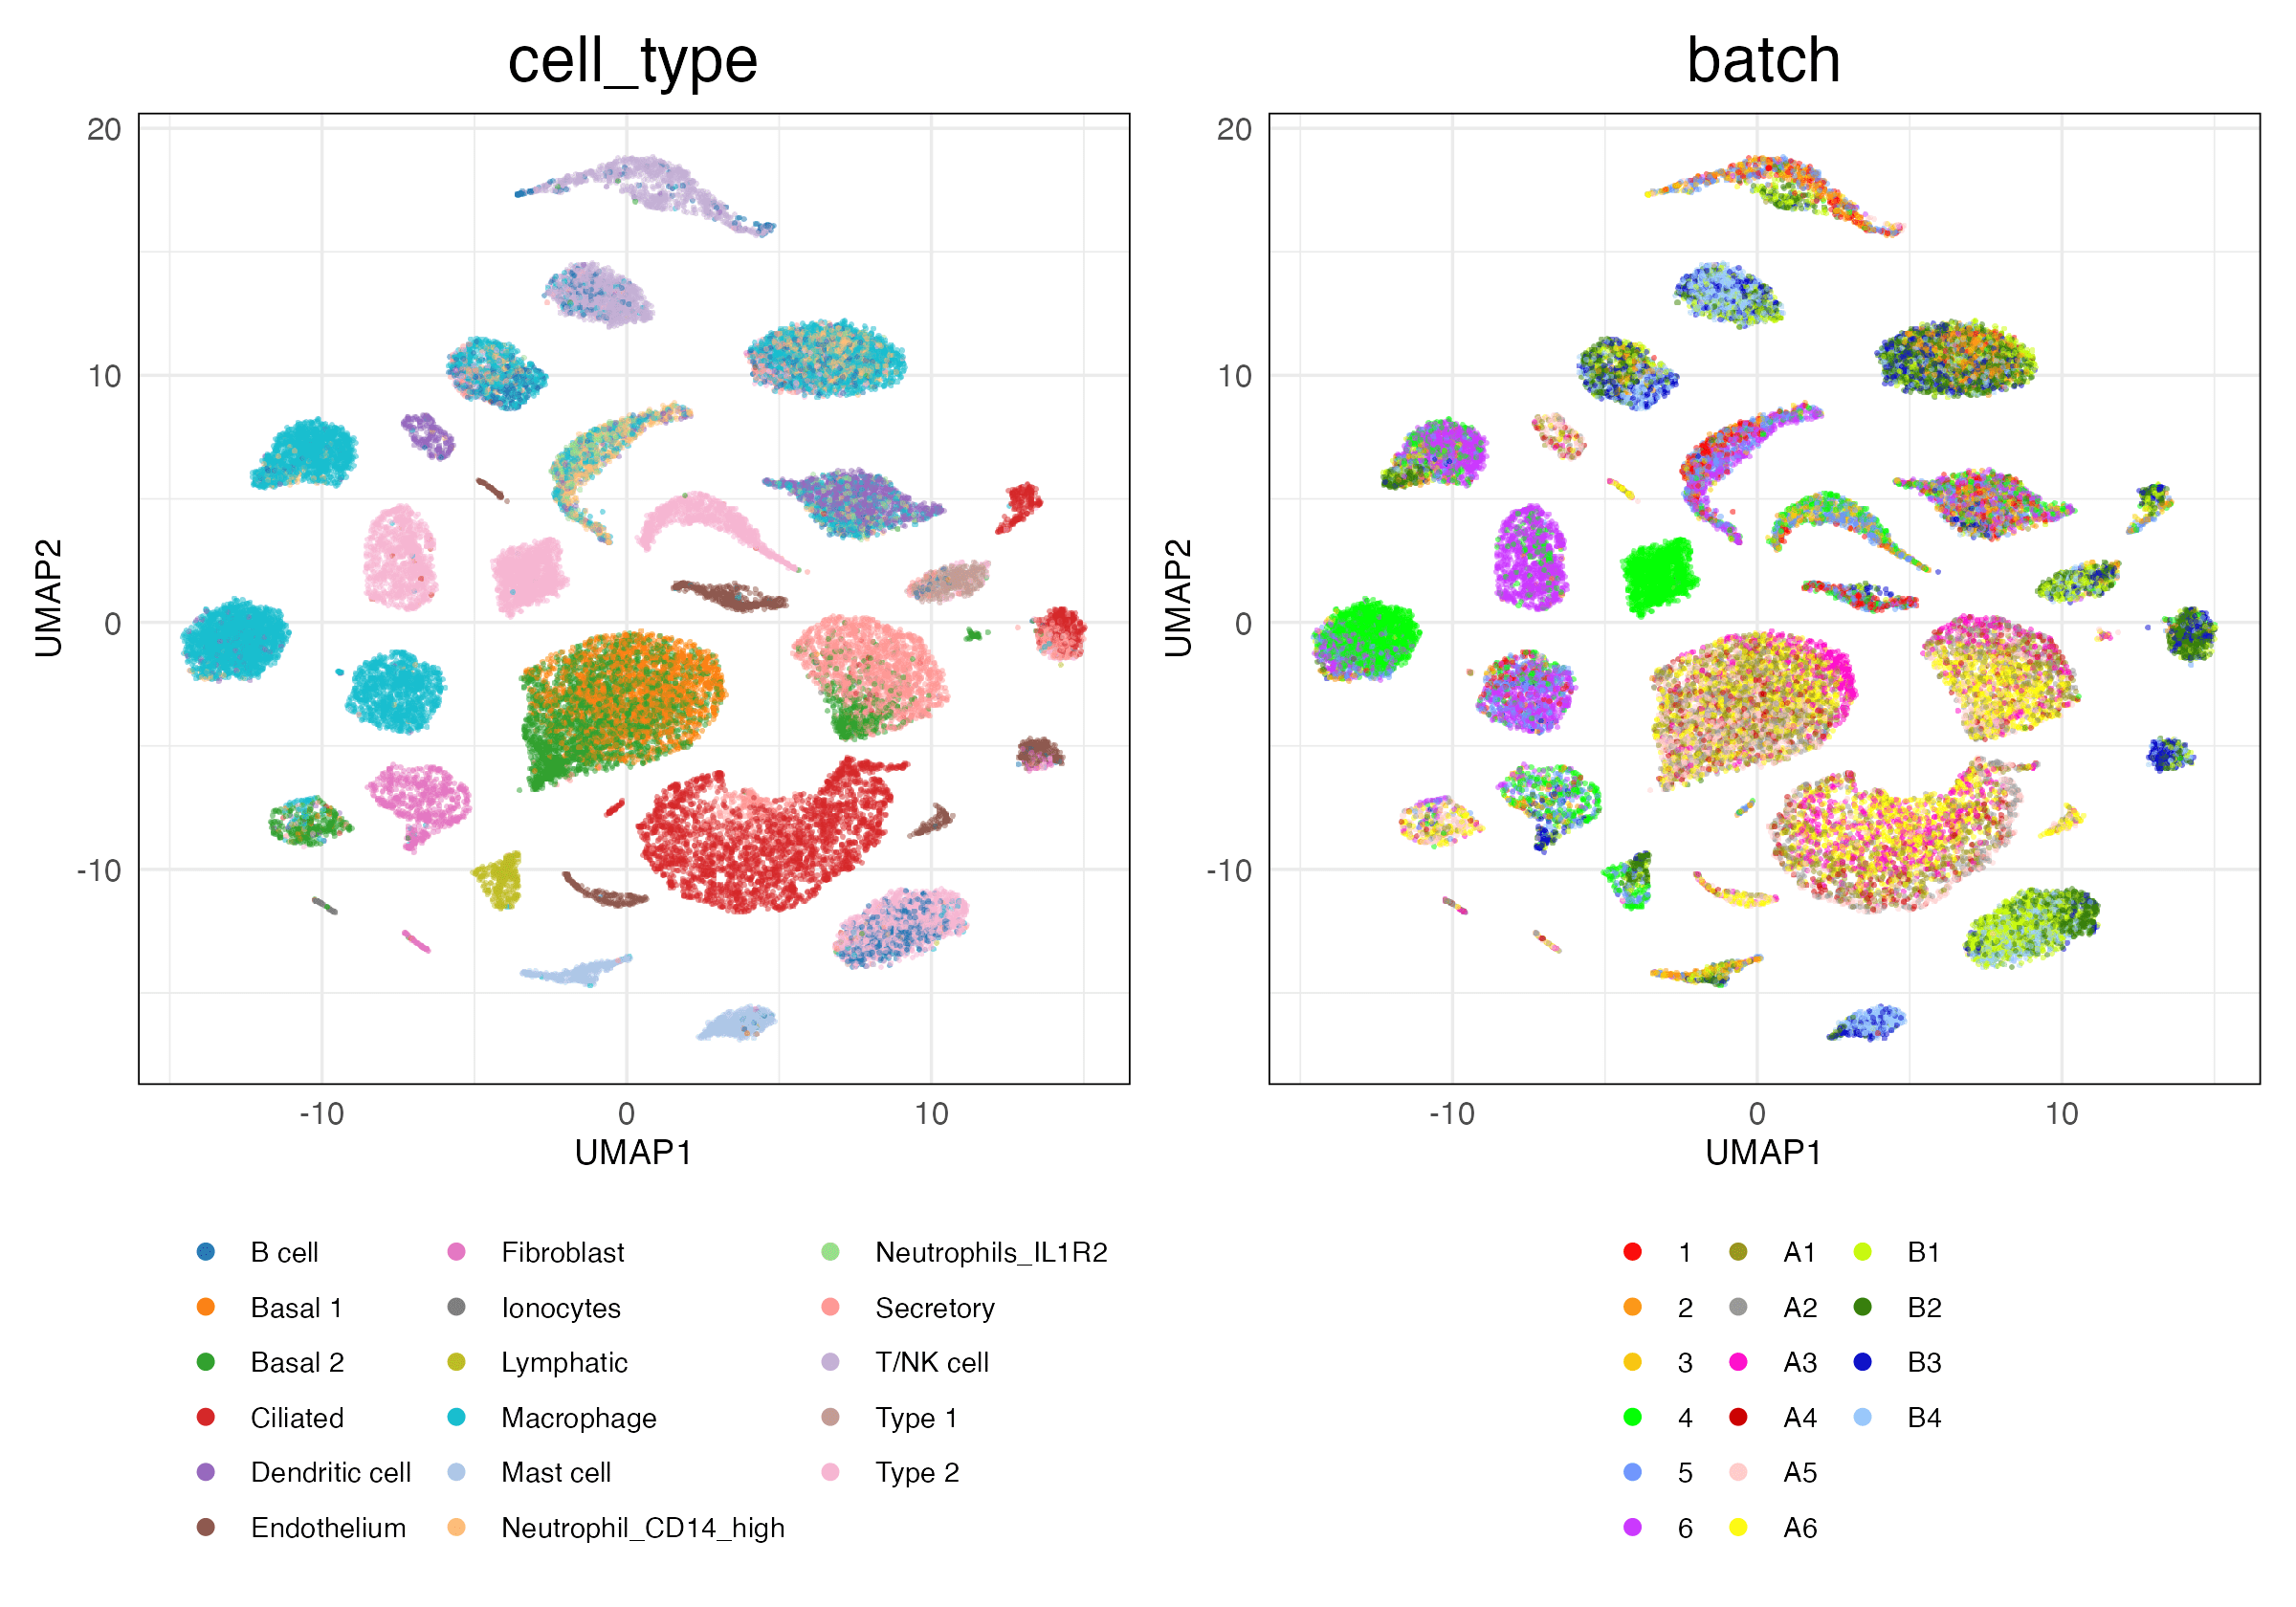 cell_type
batch
20
10
0
-10
UMAP2
-10 0 10
UMAP1
20
10
0
-10
UMAP2
-10 0 10
UMAP1
B cell Fibroblast Neutrophils_IL1R2
Basal 1 Ionocytes Secretory
Basal 2 Lymphatic T/NK cell
Ciliated Macrophage Type 1
Dendritic cell Mast cell Type 2
Endothelium Neutrophil_CD14_high
1 A1 B1
2 A2 B2
3 A3 B3
4 A4 B4
5 A5
6 A6